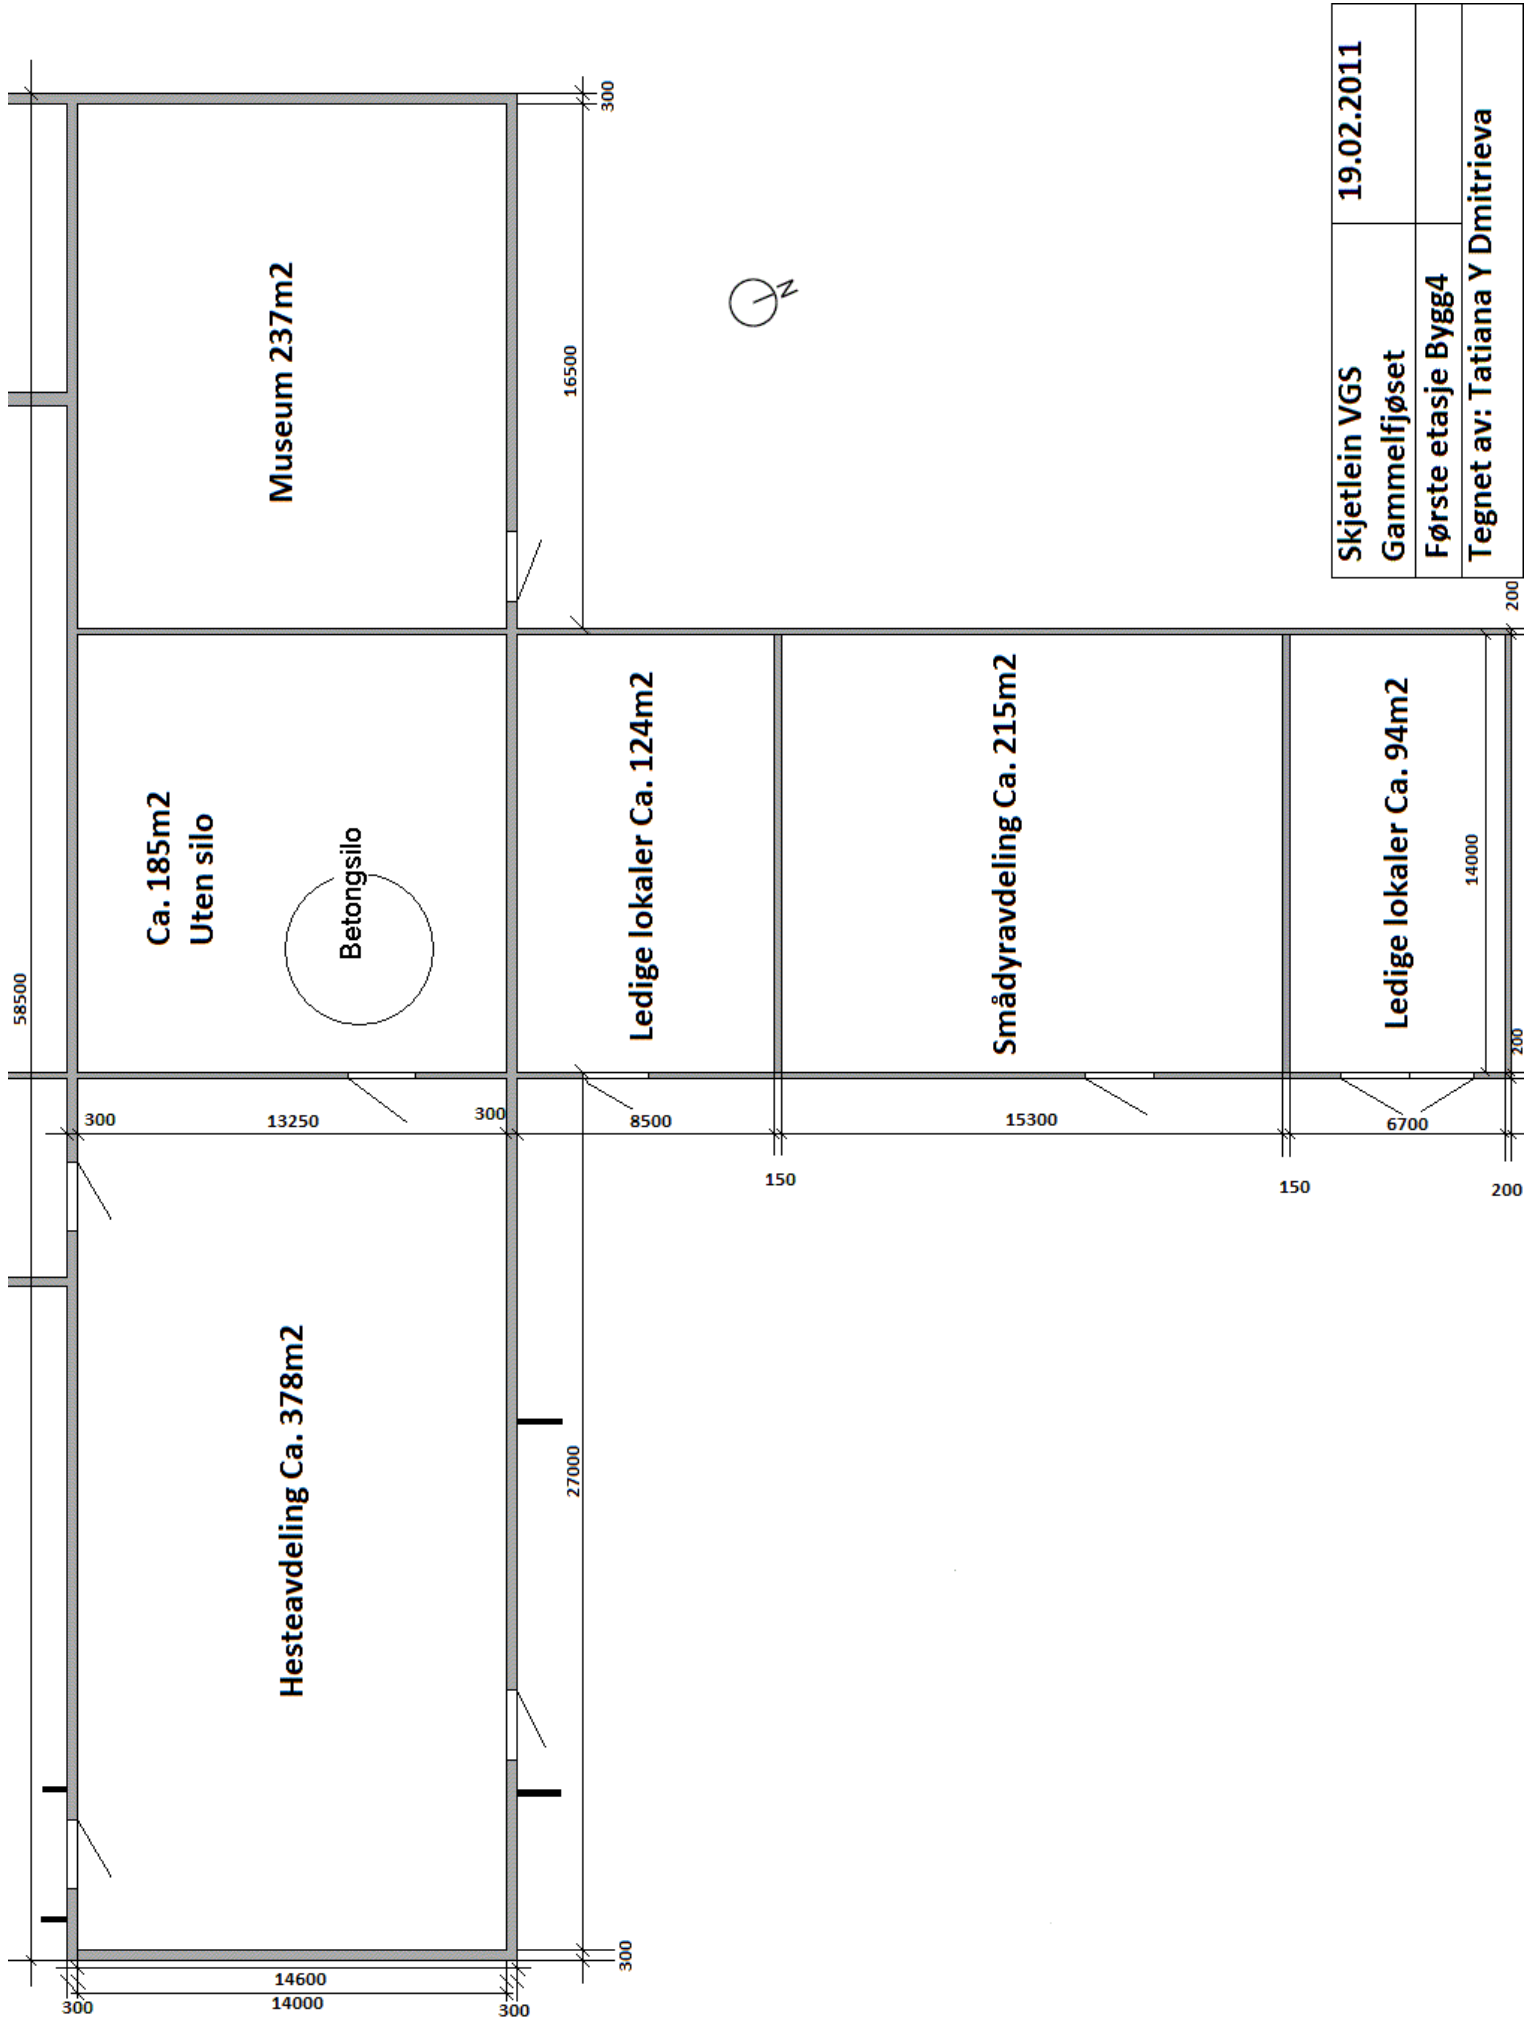 58500
Museum 237m2
300
16500
N
Ca. 185m2
Uten silo
Betongsilo
Ledige lokaler Ca. 124m2
Smådyravdeling Ca. 215m2
Ledige lokaler Ca. 94m2
14000
200
200
300
13250
300
8500
15300
6700
150
150
200
Hesteavdeling Ca. 378m2
27000
300
14600
14000
300
300
Skjetlein VGS
Gammelfjøset
19.02.2011
Første etasje Bygg4
Tegnet av: Tatiana Y Dmitrieva